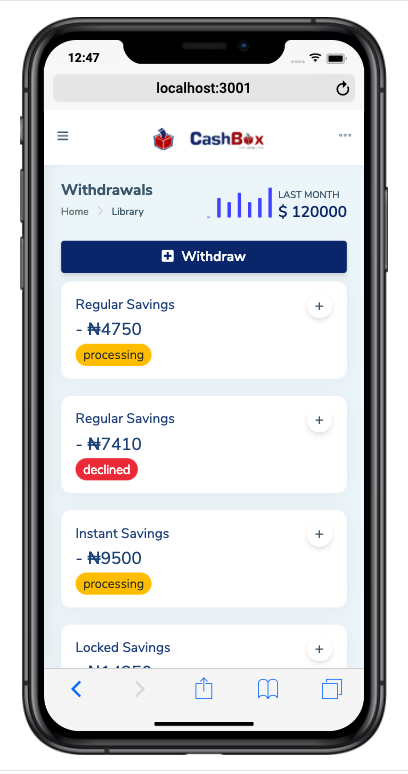 12:47
localhost:3001
CashBox
Withdrawals
LAST MONTH
$ 120000
Home > Library
Withdraw
Regular Savings
- ₦4750
processing
Regular Savings
- ₦7410
declined
Instant Savings
- ₦9500
processing
Locked Savings